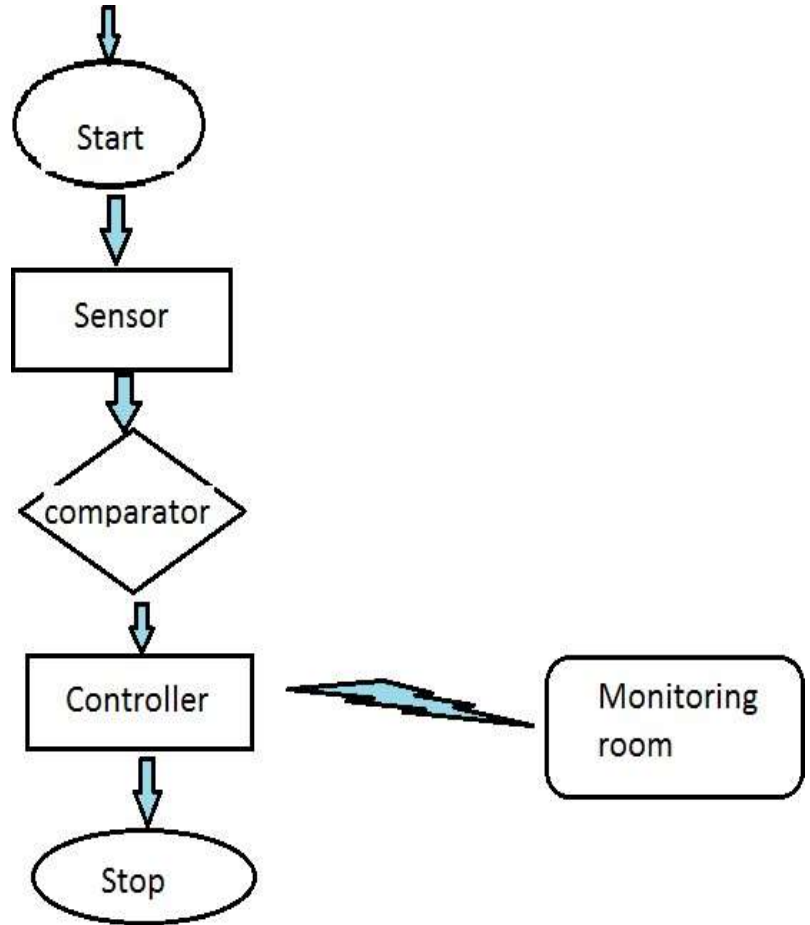 Start
Sensor
comparator
Controller
Monitoring
room
Stop